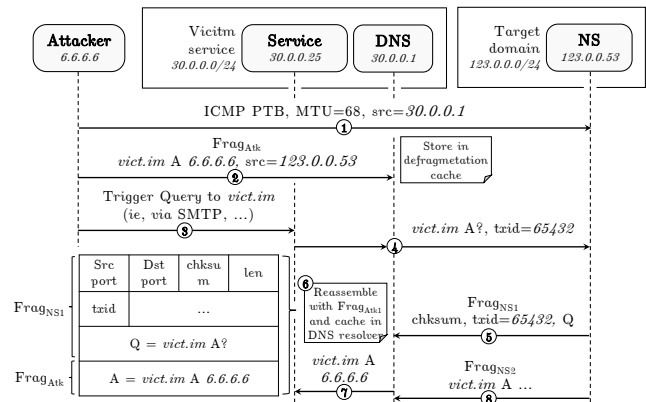 Attacker
6.6.6.6
Vicitm
service
30.0.0.0/24
Service
30.0.0.25
DNS
30.0.0.1
Target
domain
123.0.0.0/24
NS
123.0.0.53
ICMP PTB, MTU=68, src=30.0.0.1
1
FragAtk
vict.im A 6.6.6.6, src=123.0.0.53
2
Store in
defragmetation
cache
Trigger Query to vict.im
(ie, via SMTP, ...)
3
vict.im A?, txid=65432
4
Src
port
Dst
port
chksu
m
len
txid
...
Q = vict.im A?
A = vict.im A 6.6.6.6
FragNS1
FragAtk
6
Reassemble
with FragAtk1
and cache in
DNS resolver
FragNS1
chksum, txid=65432, Q
5
vict.im A
6.6.6.6
7
FragNS2
vict.im A ...
8